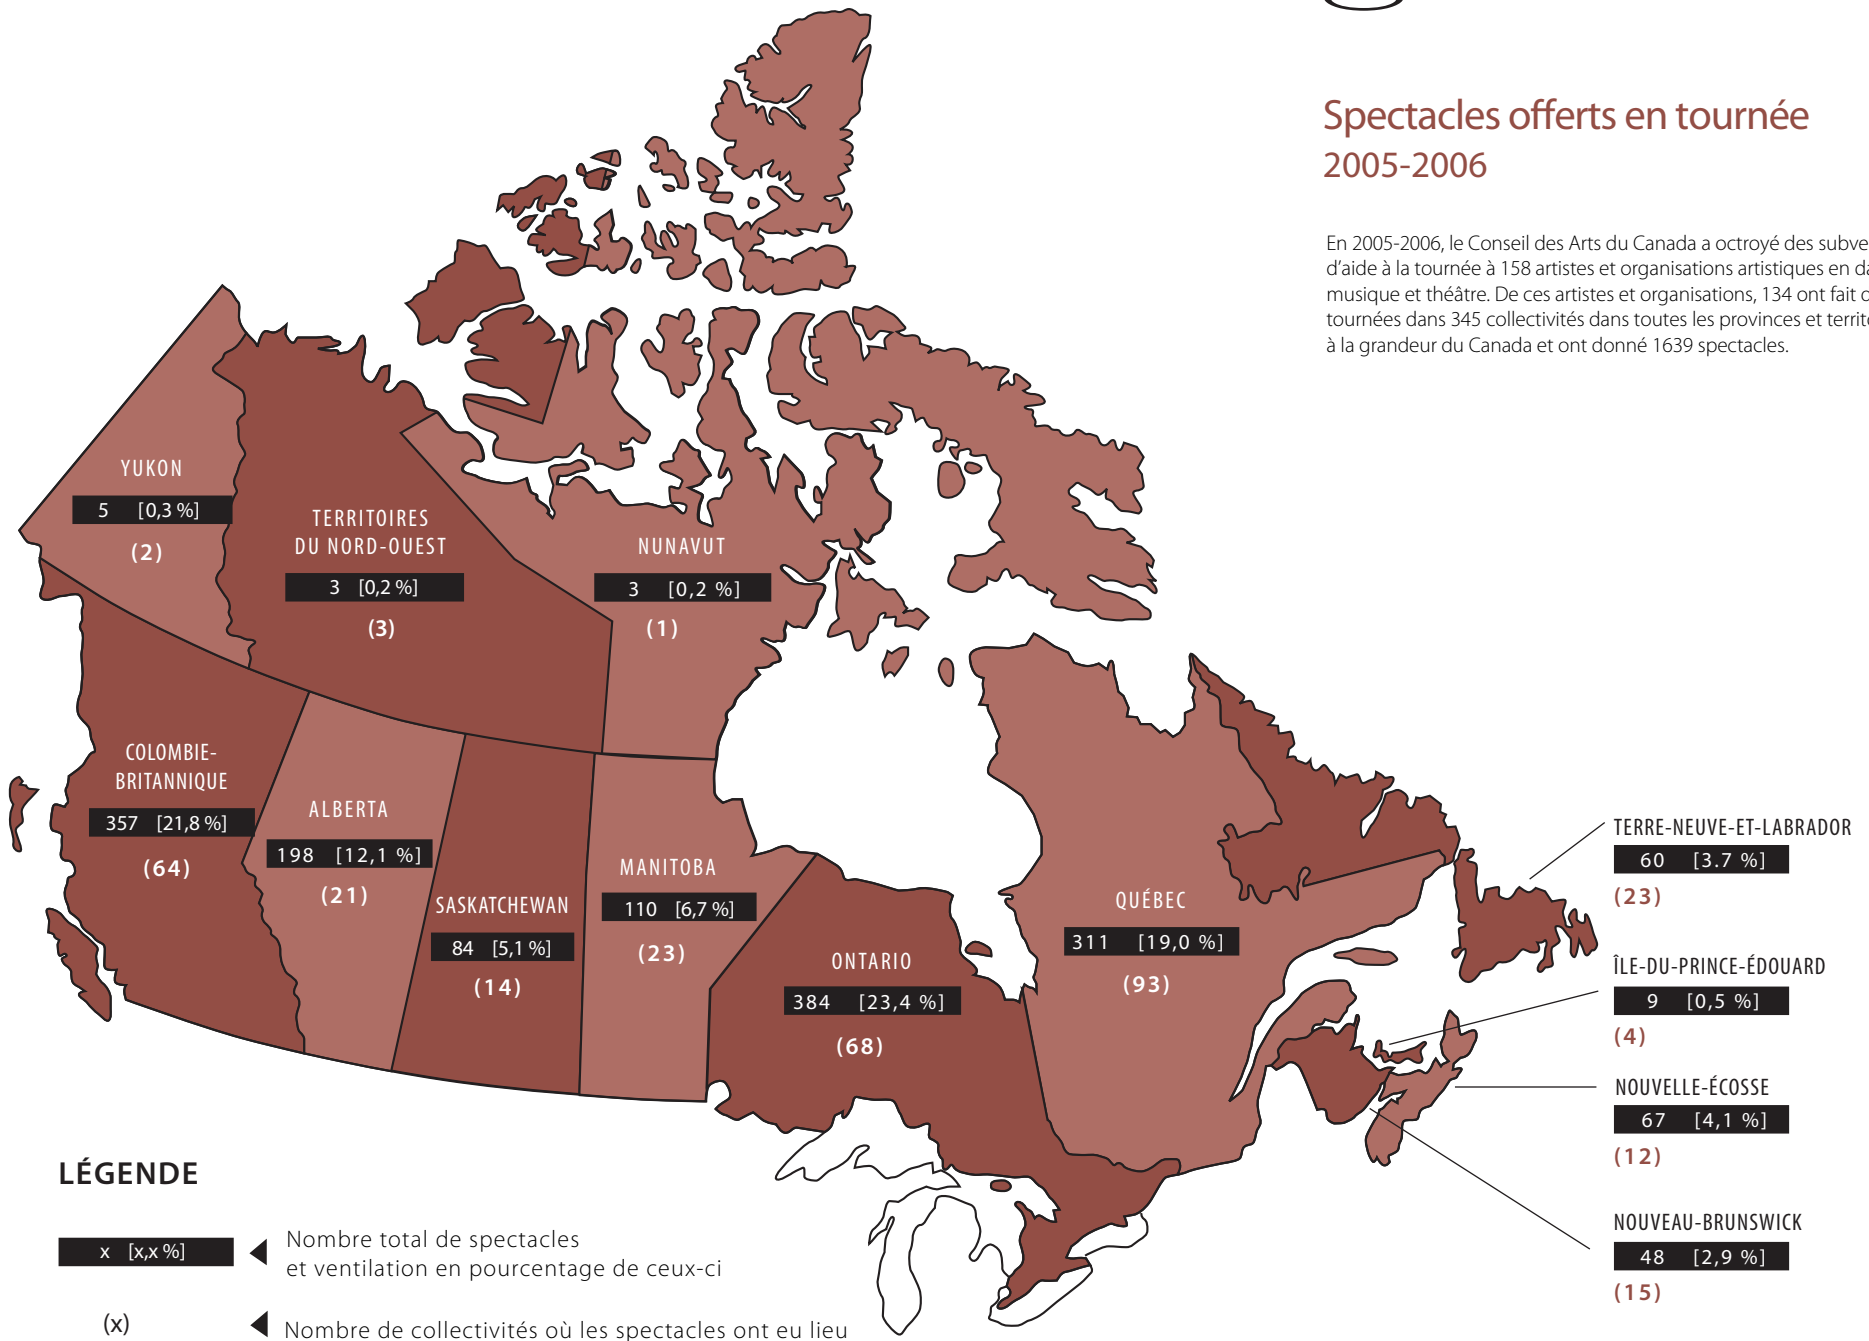 Spectacles offerts en tournée
2005-2006
En 2005-2006, le Conseil des Arts du Canada a octroyé des
d'aide à la tournée à 158 artistes et organisations artistiques en
musique et théâtre. De ces artistes et organisations, 134 ont fait
tournées dans 345 collectivités dans toutes les provinces et
à la grandeur du Canada et ont donné 1639 spectacles.
YUKON
5 [0,3 %]
(2)
TERRITOIRES
DU NORD-OUEST
3 [0,2 %]
(3)
NUNAVUT
3 [0,2 %]
(1)
COLOMBIE-
BRITANNIQUE
357 [21,8 %]
(64)
ALBERTA
198 [12,1 %]
(21)
SASKATCHEWAN
84 [5,1 %]
(14)
MANITOBA
110 [6,7 %]
(23)
ONTARIO
384 [23,4 %]
(68)
QUÉBEC
311 [19,0 %]
(93)
TERRE-NEUVE-ET-LABRADOR
60 [3.7 %]
(23)
ÎLE-DU-PRINCE-ÉDOUARD
9 [0,5 %]
(4)
NOUVELLE-ÉCOSSE
67 [4,1 %]
(12)
NOUVEAU-BRUNSWICK
48 [2,9 %]
(15)
LÉGENDE
x [x,x %]
Nombre total de spectacles
et ventilation en pourcentage de ceux-ci
(x)
Nombre de collectivités où les spectacles ont eu lieu